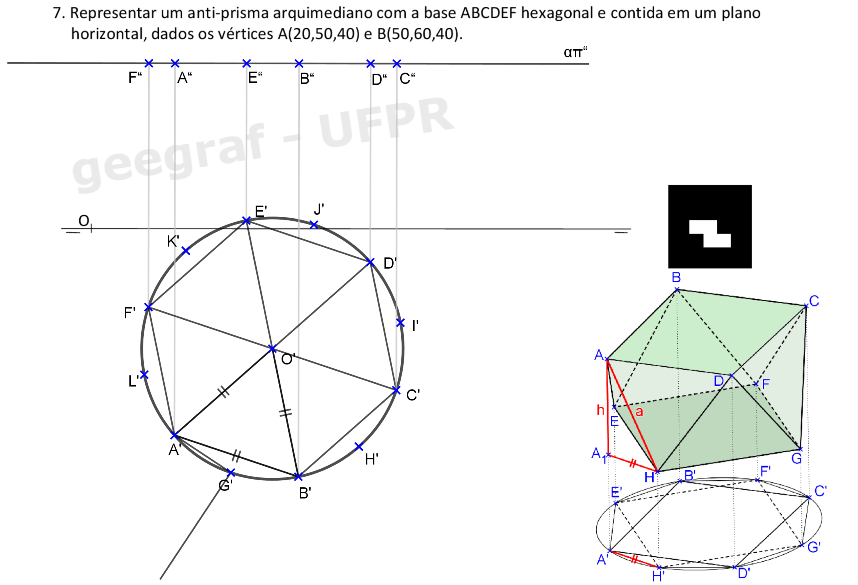 7. Representar um anti-prisma arquimediano com a base ABCDEF hexagonal e contida em um plano
horizontal, dados os vértices A(20,50,40) e B(50,60,40).
απ“
F“ A“ E“ B“ D“ C“
geegraf - UFPR
O
E' J'
K'
D'
F'
I'
O'
L'
C'
A'
H'
G' B'
B
C
A
D F
h a
E
A₁
G
H
B' F'
E' C'
A' G'
H' D'